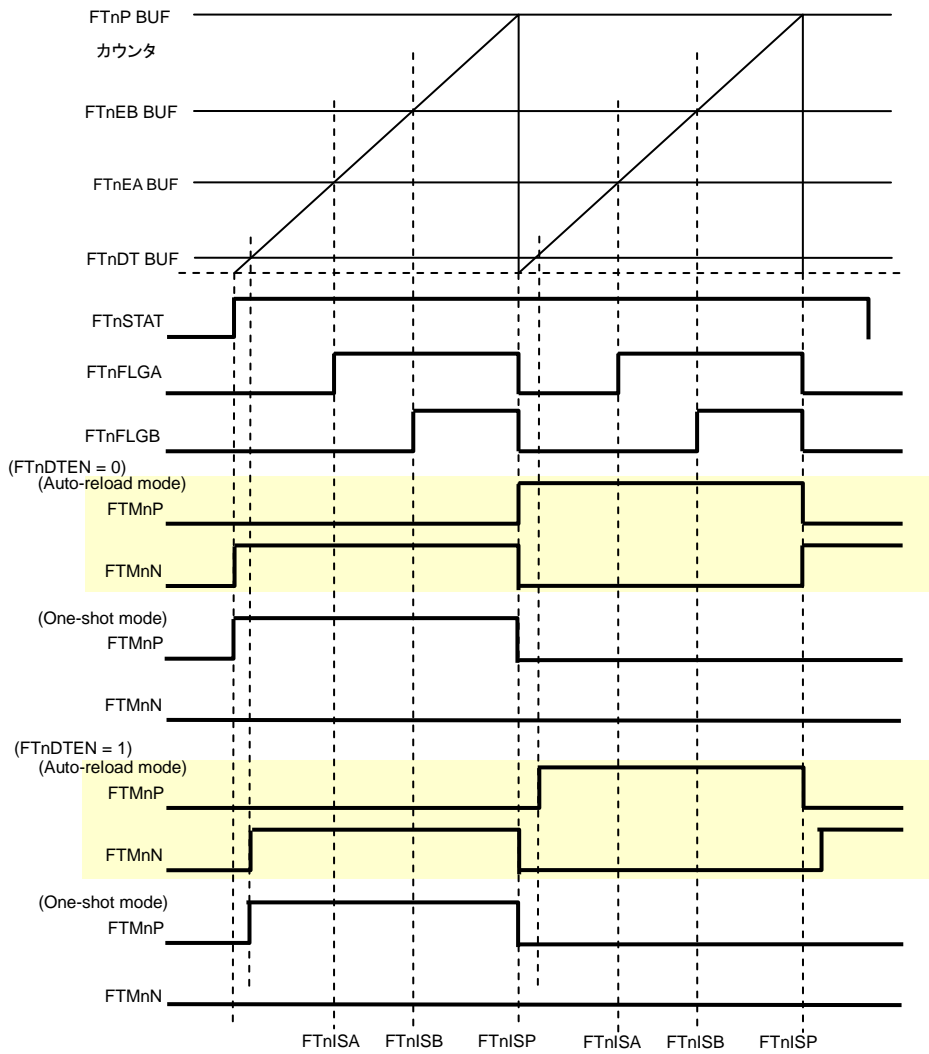 FTnP BUF
カウンタ
FTnEB BUF
FTnEA BUF
FTnDT BUF
FTnSTAT
FTnFLGA
FTnFLGB
(FTnDTEN = 0)
(Auto-reload mode)
FTMnP
FTMnN
(One-shot mode)
FTMnP
FTMnN
(FTnDTEN = 1)
(Auto-reload mode)
FTMnP
FTMnN
(One-shot mode)
FTMnP
FTMnN
FTnISA FTnISB FTnISP FTnISA FTnISB FTnISP